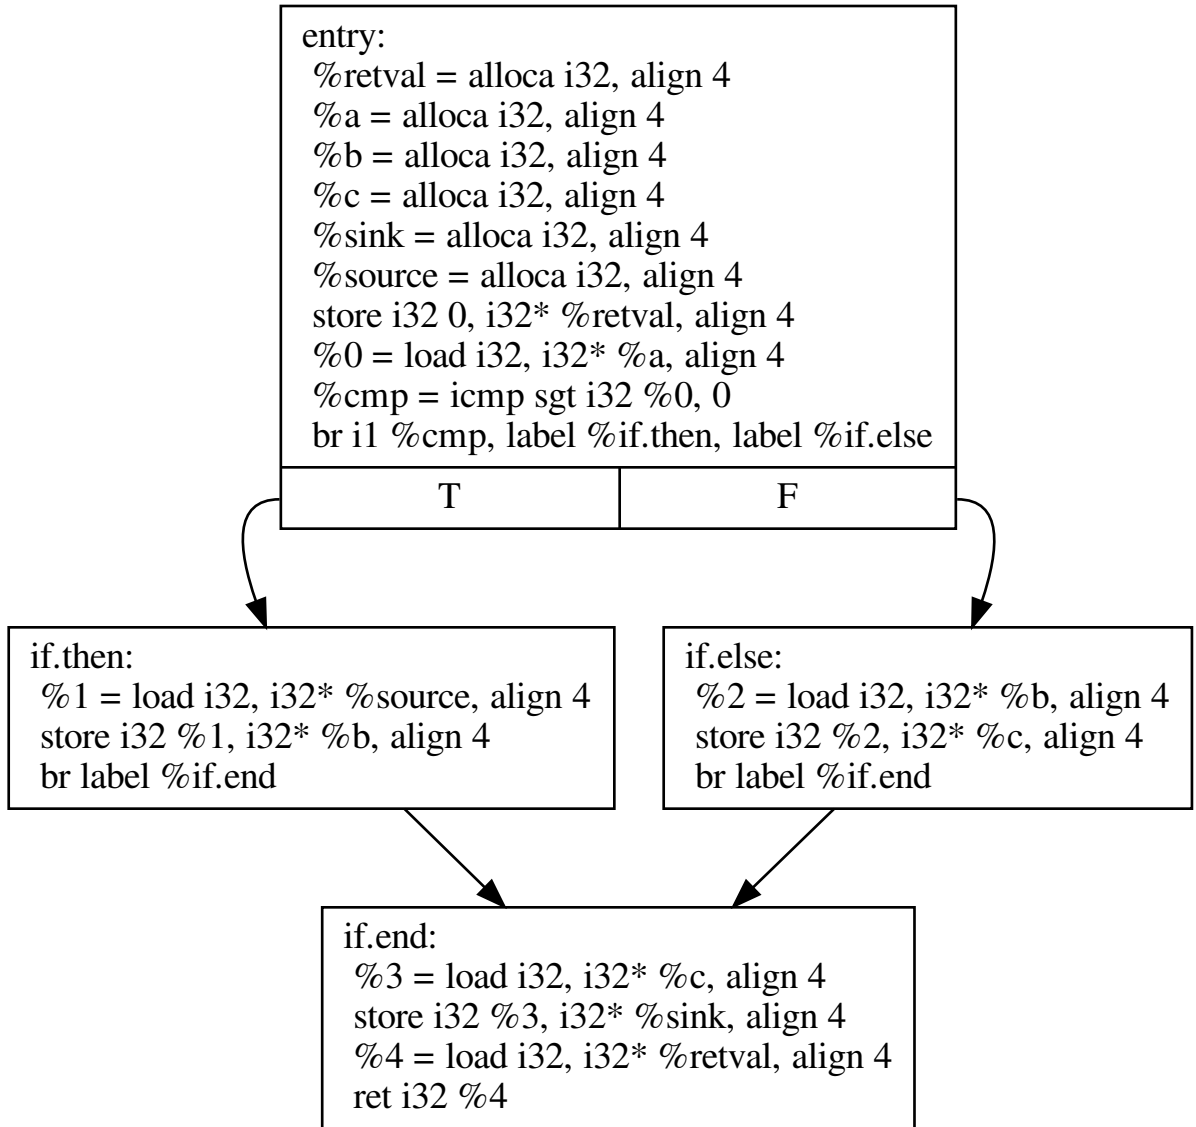 entry:
%retval = alloca i32, align 4
%a = alloca i32, align 4
%b = alloca i32, align 4
%c = alloca i32, align 4
%sink = alloca i32, align 4
%source = alloca i32, align 4
store i32 0, i32* %retval, align 4
%0 = load i32, i32* %a, align 4
%cmp = icmp sgt i32 %0, 0
br i1 %cmp, label %if.then, label %if.else
T
F
if.then:
%1 = load i32, i32* %source, align 4
store i32 %1, i32* %b, align 4
br label %if.end
if.else:
%2 = load i32, i32* %b, align 4
store i32 %2, i32* %c, align 4
br label %if.end
if.end:
%3 = load i32, i32* %c, align 4
store i32 %3, i32* %sink, align 4
%4 = load i32, i32* %retval, align 4
ret i32 %4